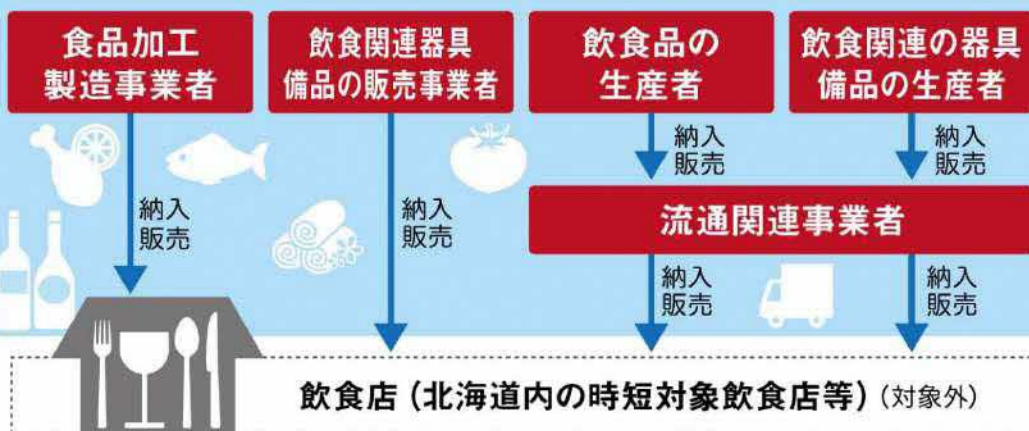 食品加工
製造事業者
飲食関連器具
備品の販売事業者
飲食品の
生産者
飲食関連の器具
備品の生産者
納入
販売
納入
販売
納入
販売
納入
販売
流通関連事業者
納入
販売
納入
販売
飲食店（北海道内の時短対象飲食店等）（対象外）